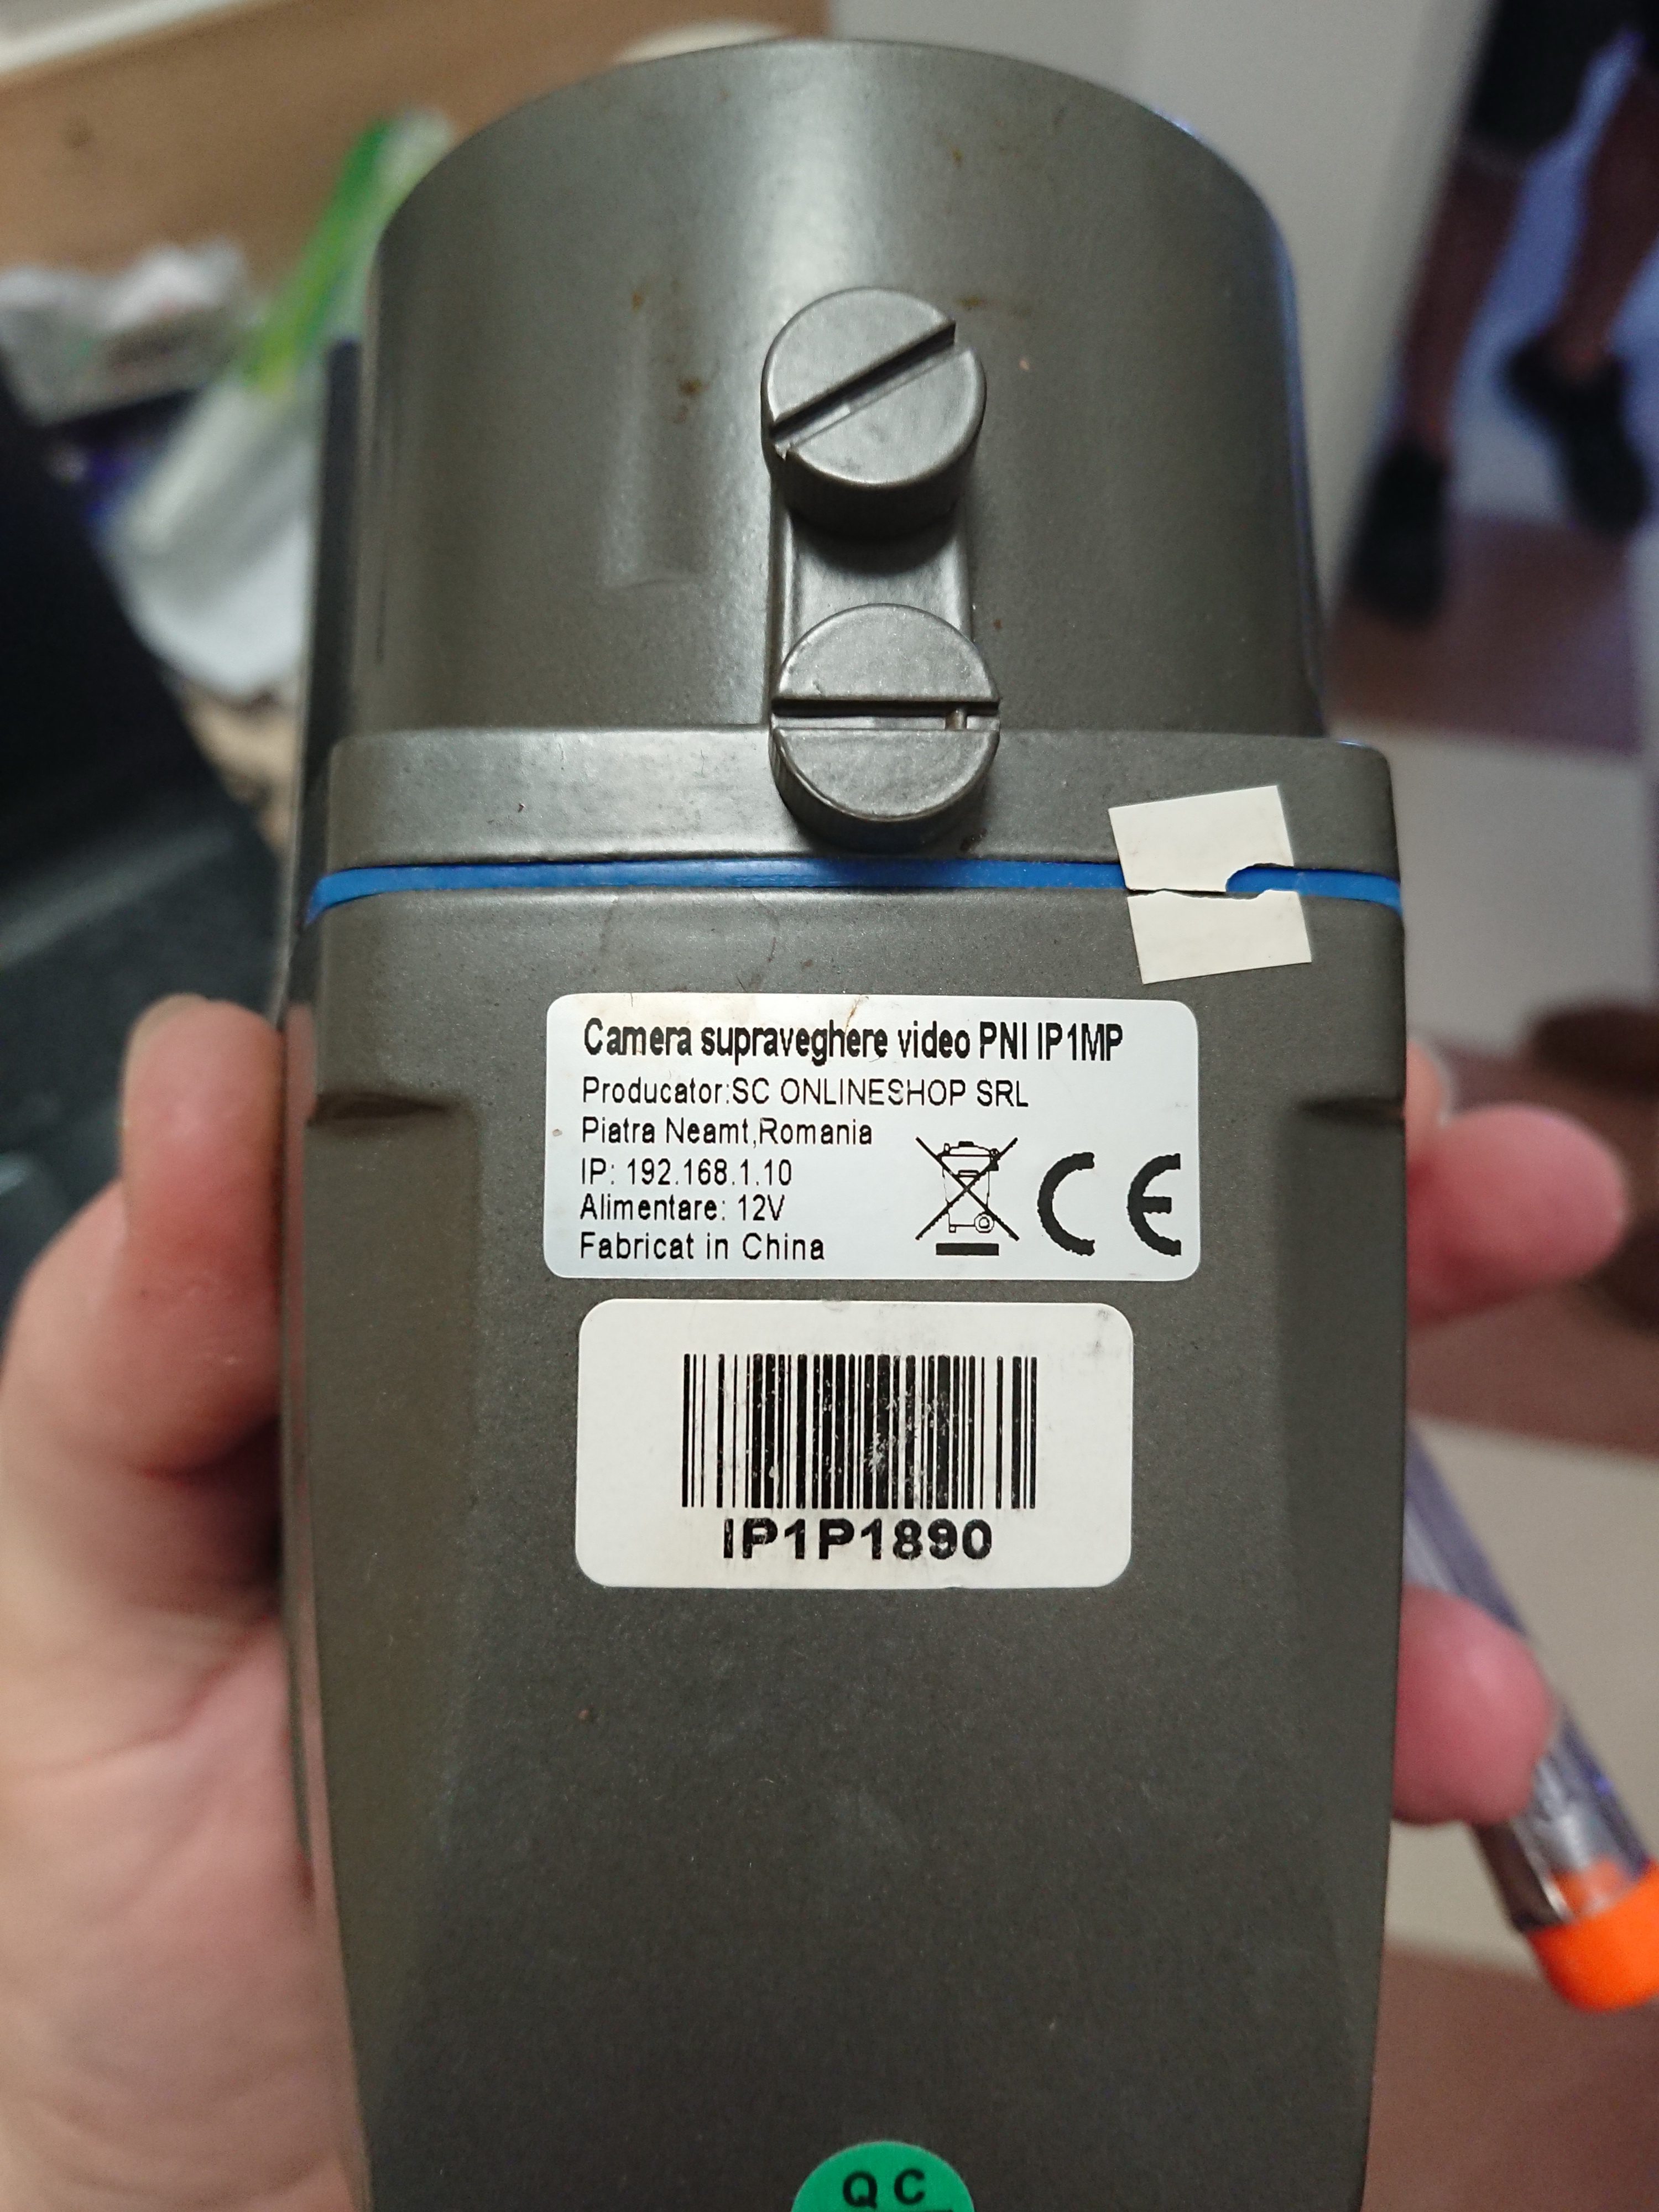 Camera supraveghere video PNI IP1MP
Producator:SC ONLINESHOP SRL
Piatra Neamt,Romania
IP: 192.168.1.10
Alimentare: 12V
Fabricat in China
CE
IP1P1890
QC